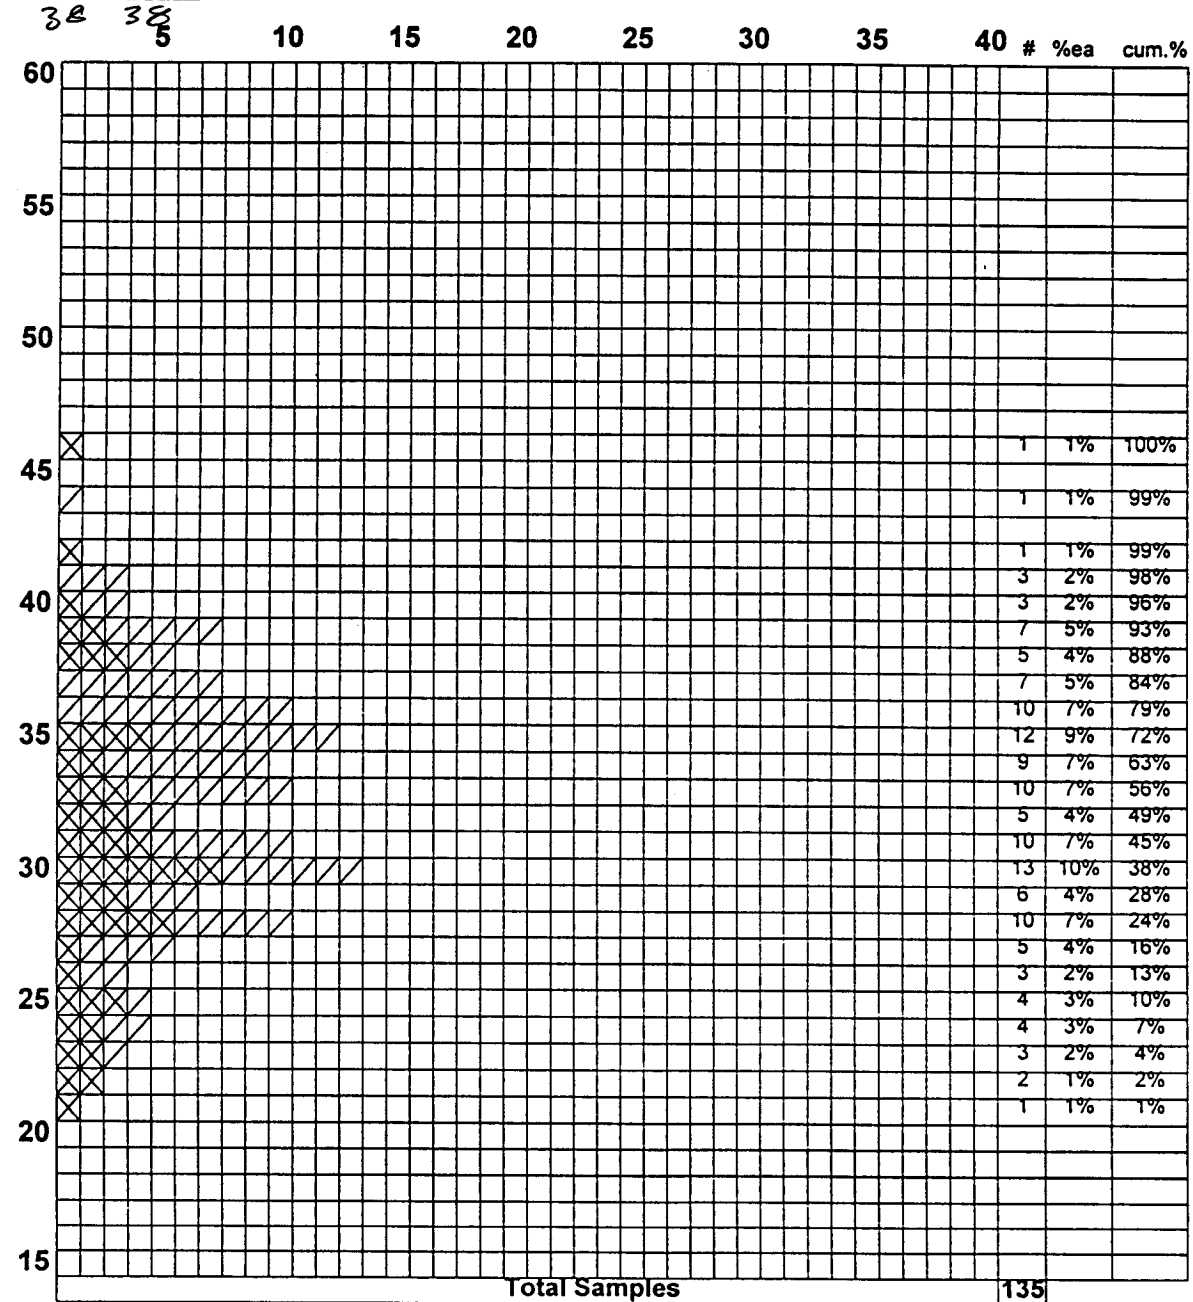 38 38
5 10 15 20 25 30 35 40 # %ea cum.%
60
55
50
1 1% 100%
45
1 1% 99%
1 1% 99%
3 2% 98%
40 3 2% 96%
7 5% 93%
5 4% 88%
7 5% 84%
10 7% 79%
35 12 9% 72%
9 7% 63%
10 7% 56%
5 4% 49%
10 7% 45%
30 13 10% 38%
6 4% 28%
10 7% 24%
5 4% 16%
3 2% 13%
25 4 3% 10%
4 3% 7%
3 2% 4%
2 1% 2%
1 1% 1%
20
15
Total Samples 135